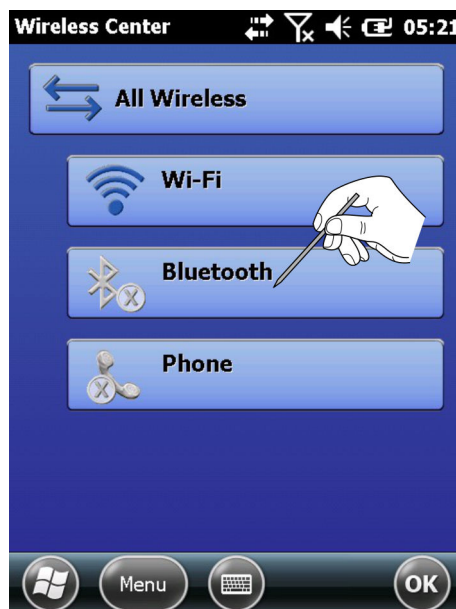 Wireless Center 05:21
All Wireless
Wi-Fi
Bluetooth
X
Phone
X
Menu
OK